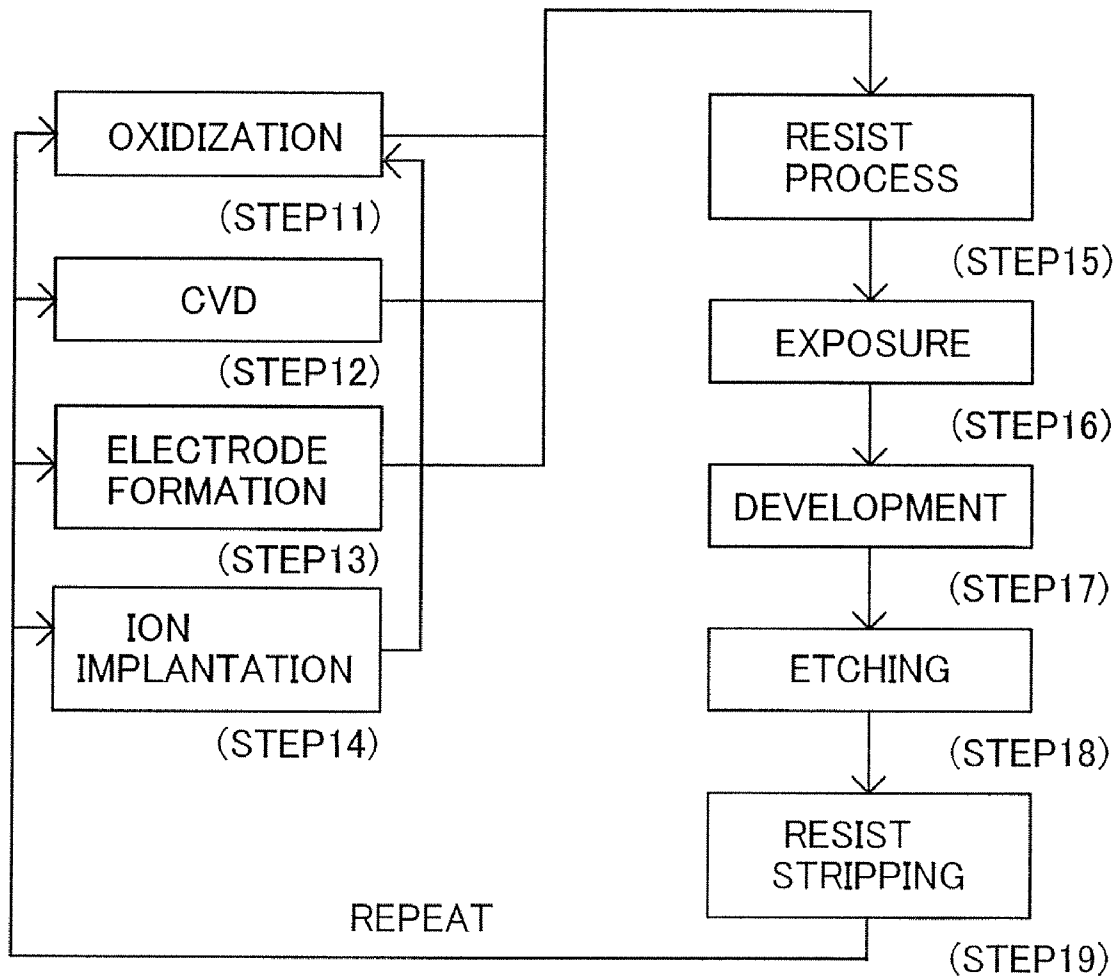 OXIDIZATION
(STEP11)
CVD
(STEP12)
ELECTRODE
FORMATION
(STEP13)
ION
IMPLANTATION
(STEP14)
RESIST
PROCESS
(STEP15)
EXPOSURE
(STEP16)
DEVELOPMENT
(STEP17)
ETCHING
(STEP18)
RESIST
STRIPPING
(STEP19)
REPEAT